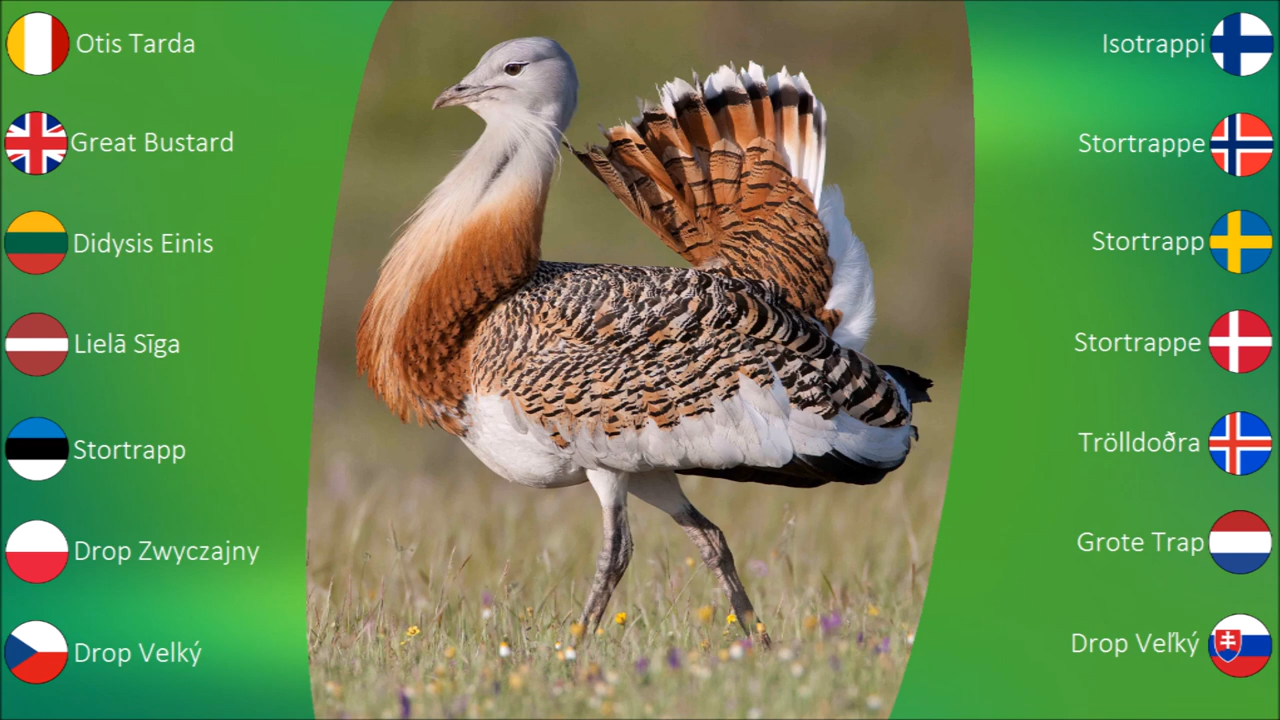 Otis Tarda
Great Bustard
Didysis Einis
Lielā Sīga
Stortrapp
Drop Zwyczajny
Drop Velký
Isotrappi
Stortrappe
Stortrapp
Stortrappe
Trölldoðra
Grote Trap
Drop Veľký